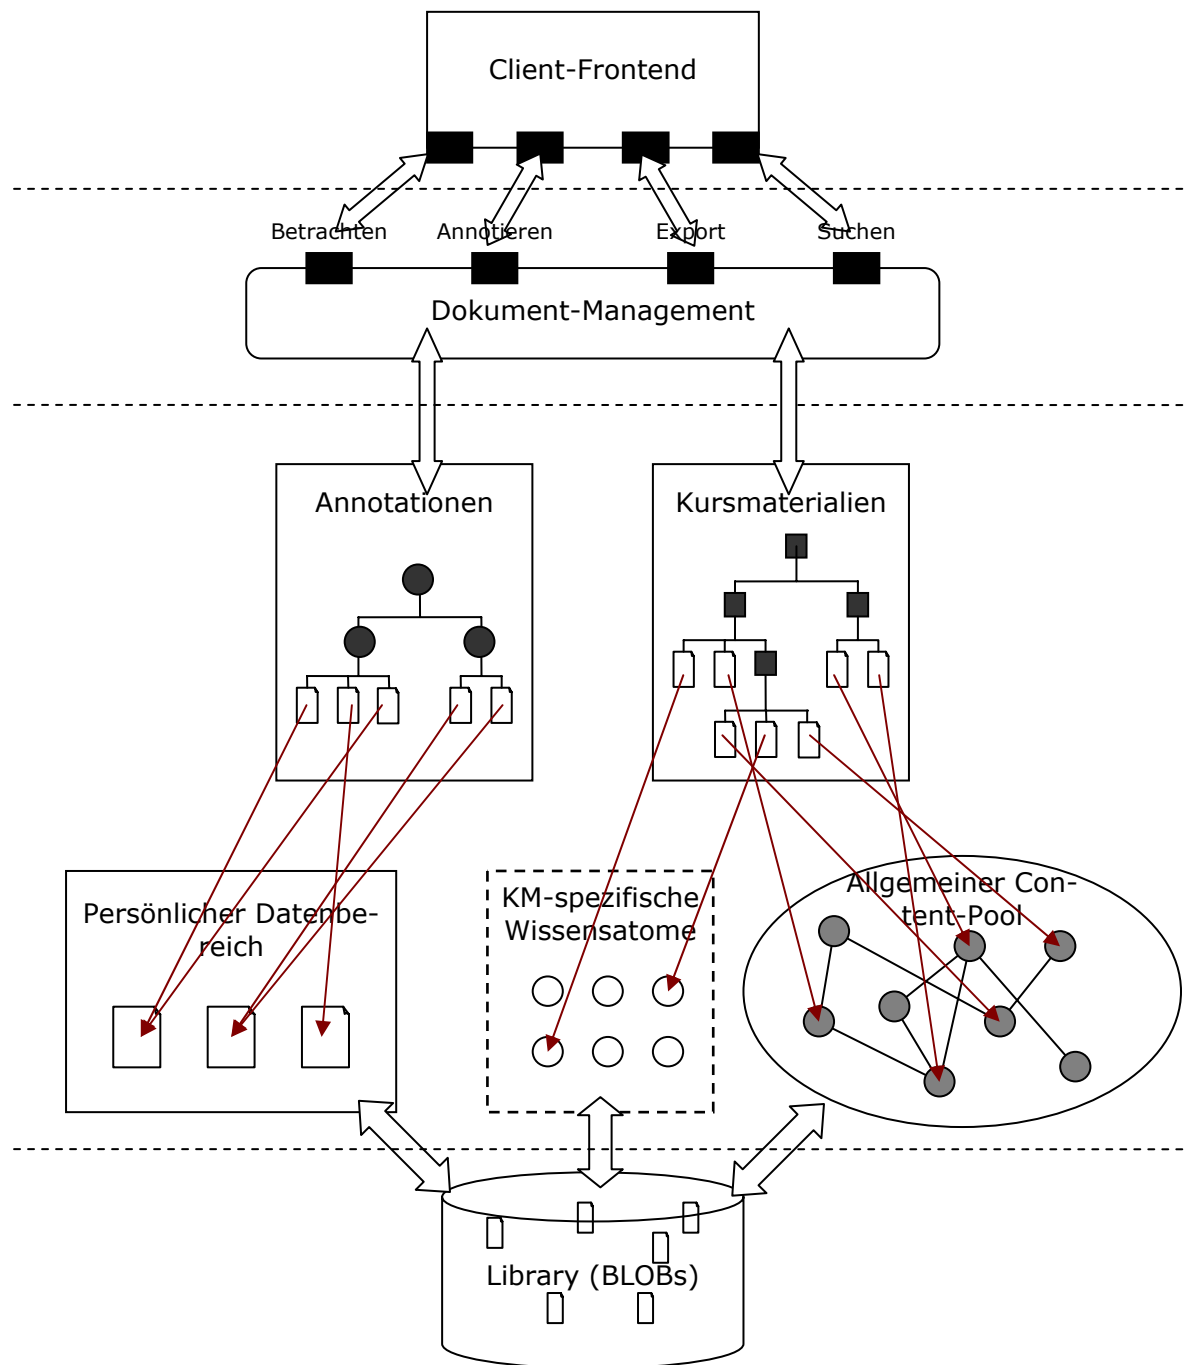 Client-Frontend
Betrachten
Annotieren
Export
Suchen
Dokument-Management
Annotationen
Kursmaterialien
Persönlicher Datenbe-
reich
KM-spezifische
Wissensatome
Allgemeiner Con-
tent-Pool
Library (BLOBs)